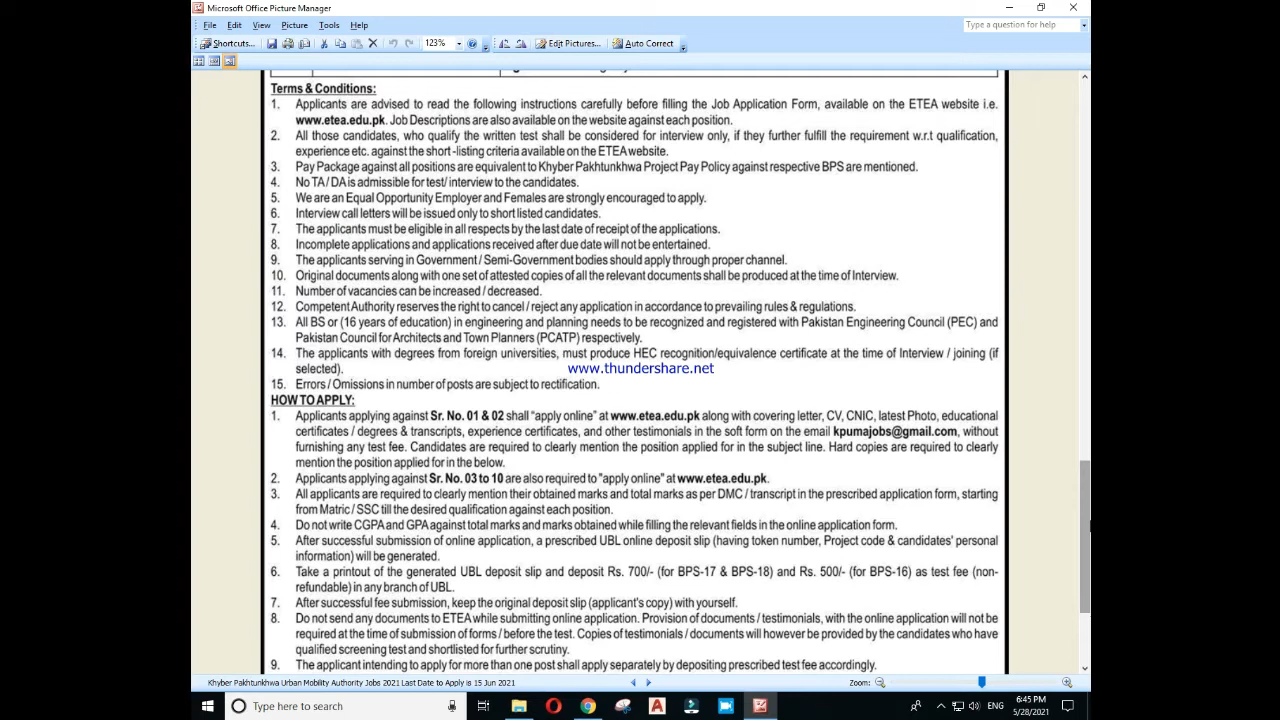 Microsoft Office Picture Manager
File Edit View Picture Tools Help
Type a question for help
Shortcuts... 123% Edit Pictures... Auto Correct
Terms & Conditions:
1. Applicants are advised to read the following instructions carefully before filling the Job Application Form, available on the ETEA website i.e.
www.etea.edu.pk. Job Descriptions are also available on the website against each position.
2. All those candidates, who qualify the written test shall be considered for interview only, if they further fulfill the requirement w.r.t qualification,
experience etc. against the short -listing criteria available on the ETEA website.
3. Pay Package against all positions are equivalent to Khyber Pakhtunkhwa Project Pay Policy against respective BPS are mentioned.
4. No TA / DA is admissible for test/ interview to the candidates.
5. We are an Equal Opportunity Employer and Females are strongly encouraged to apply.
6. Interview call letters will be issued only to short listed candidates.
7. The applicants must be eligible in all respects by the last date of receipt of the applications.
8. Incomplete applications and applications received after due date will not be entertained.
9. The applicants serving in Government / Semi-Government bodies should apply through proper channel.
10. Original documents along with one set of attested copies of all the relevant documents shall be produced at the time of Interview.
11. Number of vacancies can be increased / decreased.
12. Competent Authority reserves the right to cancel / reject any application in accordance to prevailing rules & regulations.
13. All BS or (16 years of education) in engineering and planning needs to be recognized and registered with Pakistan Engineering Council (PEC) and
Pakistan Council for Architects and Town Planners (PCATP) respectively.
14. The applicants with degrees from foreign universities, must produce HEC recognition/equivalence certificate at the time of Interview / joining (if
selected).
www.thundershare.net
15. Errors / Omissions in number of posts are subject to rectification.
HOW TO APPLY:
1. Applicants applying against Sr. No. 01 & 02 shall "apply online" at www.etea.edu.pk along with covering letter, CV, CNIC, latest Photo, educational
certificates / degrees & transcripts, experience certificates, and other testimonials in the soft form on the email kpumajobs@gmail.com, without
furnishing any test fee. Candidates are required to clearly mention the position applied for in the subject line. Hard copies are required to clearly
mention the position applied for in the below.
2. Applicants applying against Sr. No. 03 to 10 are also required to "apply online" at www.etea.edu.pk.
3. All applicants are required to clearly mention their obtained marks and total marks as per DMC / transcript in the prescribed application form, starting
from Matric / SSC till the desired qualification against each position.
4. Do not write CGPA and GPA against total marks and marks obtained while filling the relevant fields in the online application form.
5. After successful submission of online application, a prescribed UBL online deposit slip (having token number, Project code & candidates' personal
information) will be generated.
6. Take a printout of the generated UBL deposit slip and deposit Rs. 700/- (for BPS-17 & BPS-18) and Rs. 500/- (for BPS-16) as test fee (non-
refundable) in any branch of UBL.
7. After successful fee submission, keep the original deposit slip (applicant's copy) with yourself.
8. Do not send any documents to ETEA while submitting online application. Provision of documents / testimonials, with the online application will not be
required at the time of submission of forms / before the test. Copies of testimonials / documents will however be provided by the candidates who have
qualified screening test and shortlisted for further scrutiny.
9. The applicant intending to apply for more than one post shall apply separately by depositing prescribed test fee accordingly.
Khyber Pakhtunkhwa Urban Mobility Authority Jobs 2021 Last Date to Apply is 15 Jun 2021
Zoom:
Type here to search
ENG
6:45 PM
5/28/2021